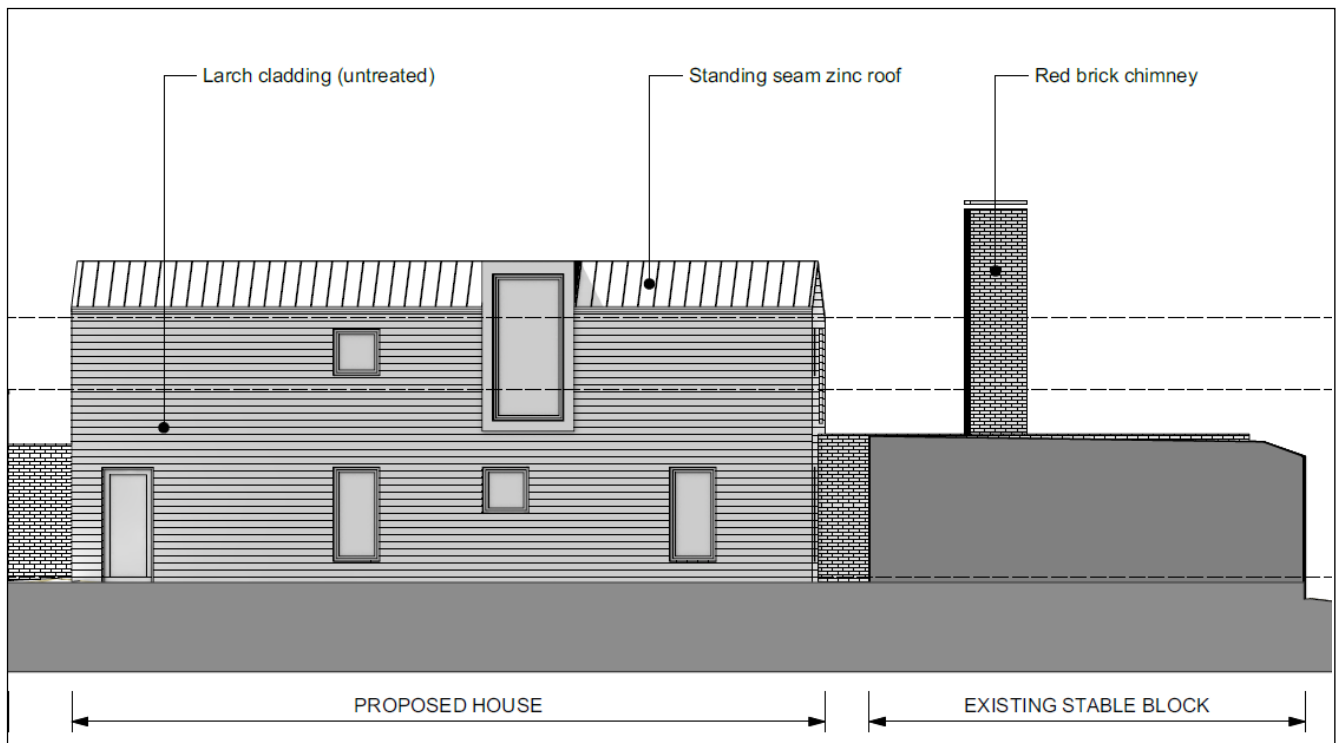 Larch cladding (untreated)
Standing seam zinc roof
Red brick chimney
PROPOSED HOUSE
EXISTING STABLE BLOCK